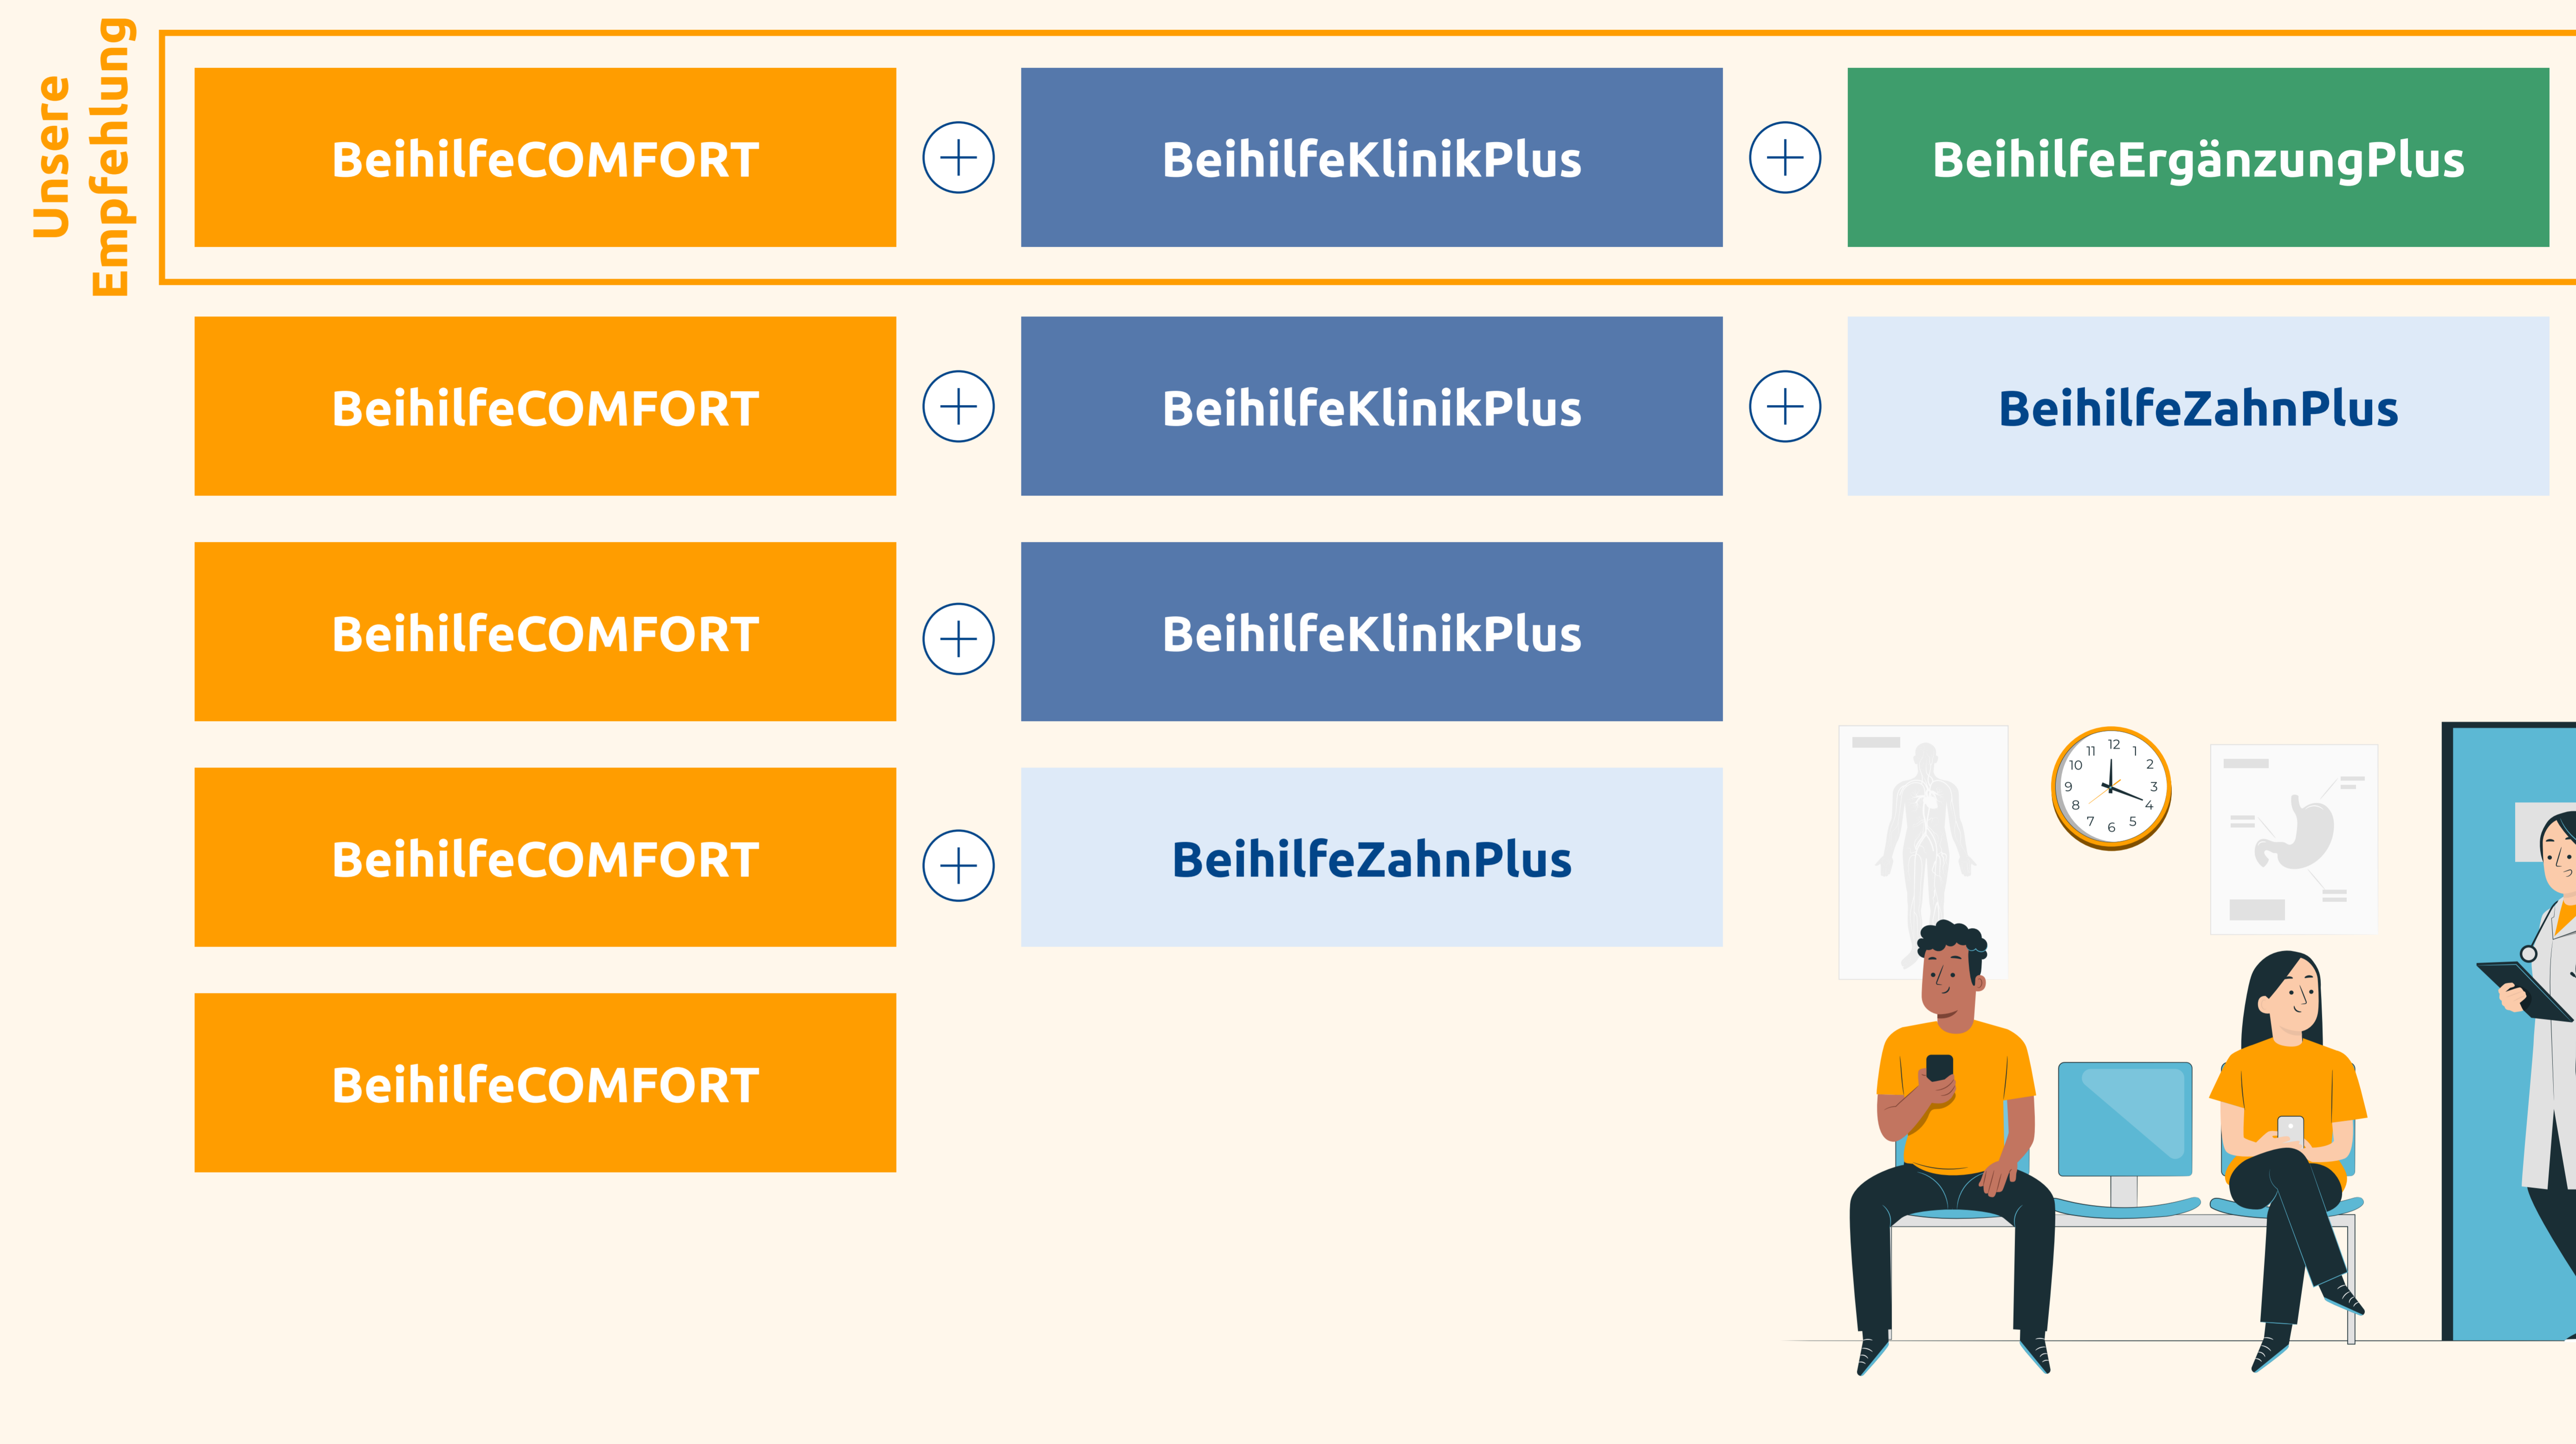 Unsere
Empfehlung
BeihilfeCOMFORT
BeihilfeKlinikPlus
BeihilfeErgänzungPlus
BeihilfeCOMFORT
BeihilfeKlinikPlus
BeihilfeZahnPlus
BeihilfeCOMFORT
BeihilfeKlinikPlus
BeihilfeCOMFORT
BeihilfeZahnPlus
BeihilfeCOMFORT
12
1
2
3
4
5
6
7
8
9
10
11